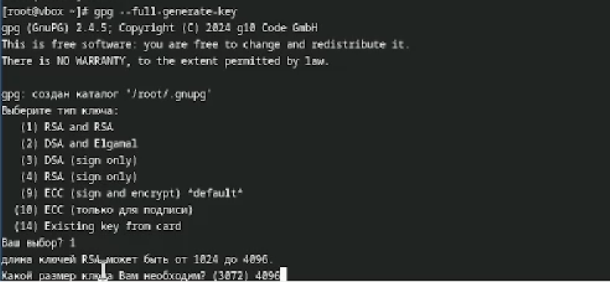 [root@vbox ~]# gpg --full-generate-key
gpg (GnuPG) 2.4.5; Copyright (C) 2024 g10 Code GmbH
This is free software: you are free to change and redistribute it.
There is NO WARRANTY, to the extent permitted by law.
gpg: создан каталог '/root/.gnupg'
Выберите тип ключа:
(1) RSA and RSA
(2) DSA and Elgamal
(3) DSA (sign only)
(4) RSA (sign only)
(9) ECC (sign and encrypt) *default*
(10) ECC (только для подписи)
(14) Existing key from card
Ваш выбор? 1
длина ключей RSA может быть от 1024 до 4096.
Какой размер ключа Вам необходим? (3072) 4096